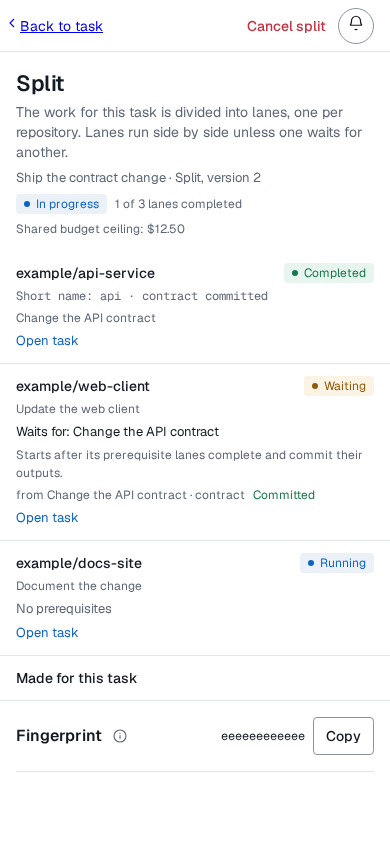 Back to task
Cancel split
Split
The work for this task is divided into lanes, one per
repository. Lanes run side by side unless one waits for
another.
Ship the contract change · Split, version 2
In progress
1 of 3 lanes completed
Shared budget ceiling: $12.50
example/api-service
Completed
Short name: api · contract committed
Change the API contract
Open task
example/web-client
Waiting
Update the web client
Waits for: Change the API contract
Starts after its prerequisite lanes complete and commit their
outputs.
from Change the API contract · contract Committed
Open task
example/docs-site
Running
Document the change
No prerequisites
Open task
Made for this task
Fingerprint
eeeeeeeeeeee
Copy